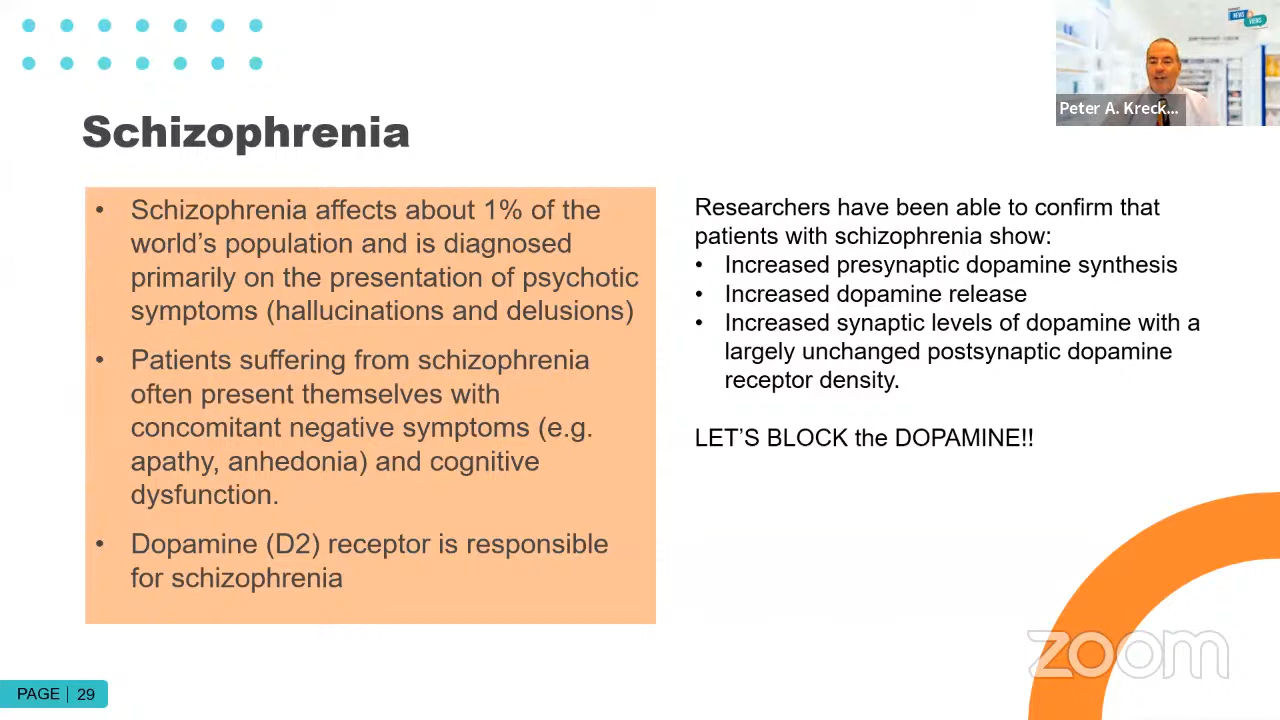 NEWS
VIEWS
Peter A. Kreck...
Schizophrenia
• Schizophrenia affects about 1% of the
world’s population and is diagnosed
primarily on the presentation of psychotic
symptoms (hallucinations and delusions)
• Patients suffering from schizophrenia
often present themselves with
concomitant negative symptoms (e.g.
apathy, anhedonia) and cognitive
dysfunction.
• Dopamine (D2) receptor is responsible
for schizophrenia
Researchers have been able to confirm that
patients with schizophrenia show:
• Increased presynaptic dopamine synthesis
• Increased dopamine release
• Increased synaptic levels of dopamine with a
largely unchanged postsynaptic dopamine
receptor density.
LET’S BLOCK the DOPAMINE!!
zoom
PAGE | 29